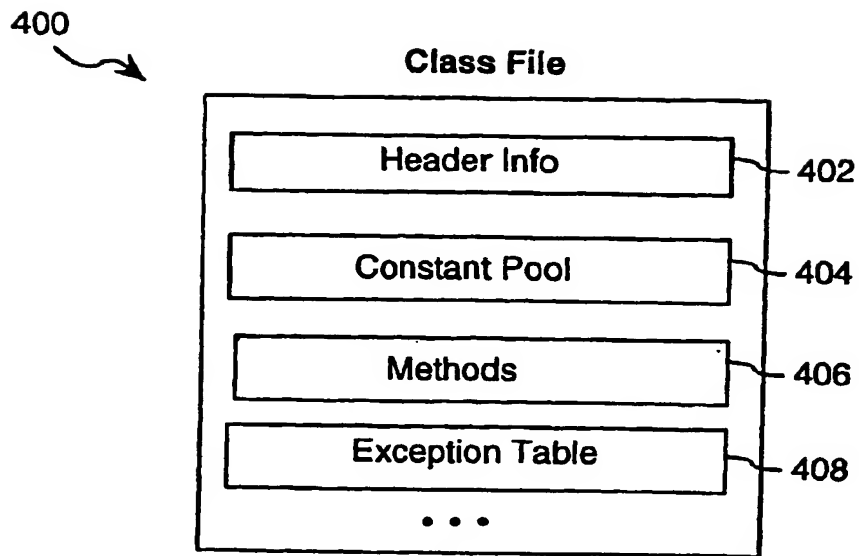 400
Class File
Header Info
402
Constant Pool
404
Methods
406
Exception Table
408
• • •